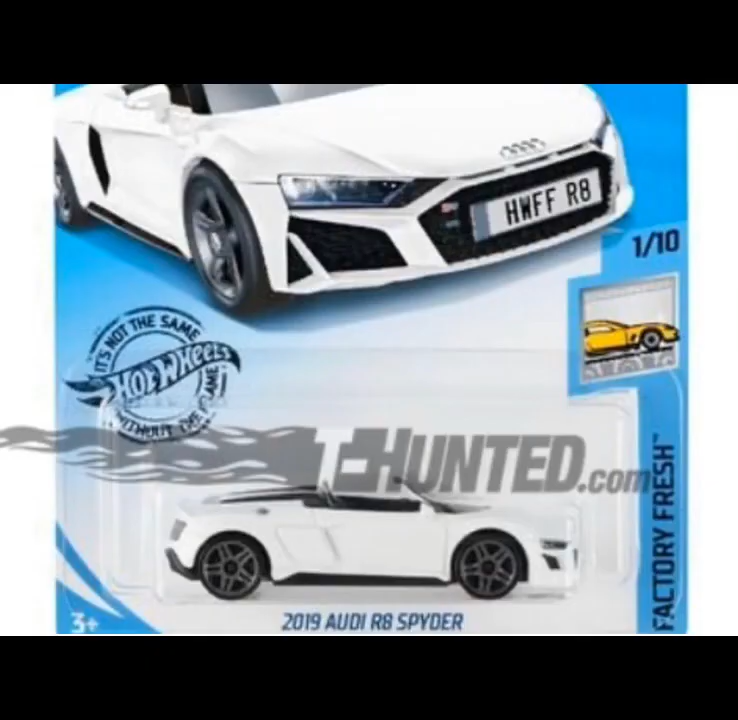 HWFF R8
1/10
IT'S NOT THE SAME
HOT WHEELS
WITHOUT THE FLAME
T-HUNTED.com
FACTORY FRESH™
3+
2019 AUDI R8 SPYDER